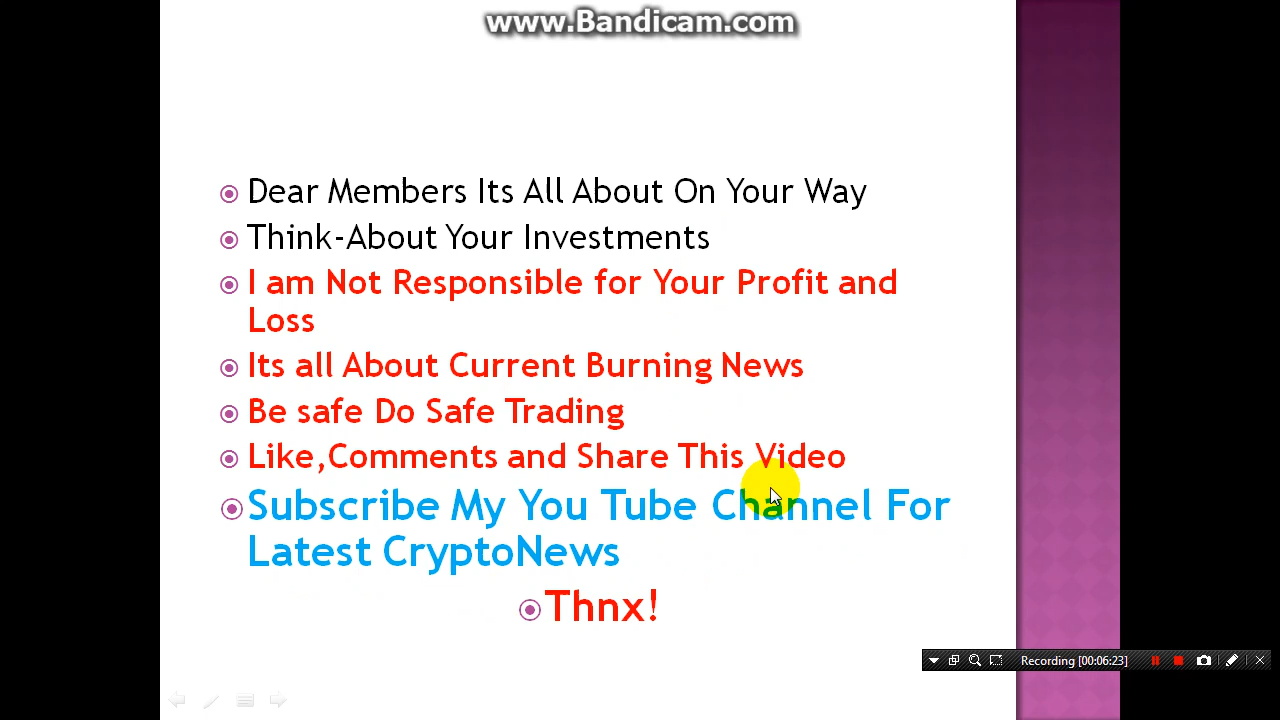 www.Bandicam.com
Dear Members Its All About On Your Way
Think-About Your Investments
I am Not Responsible for Your Profit and
Loss
Its all About Current Burning News
Be safe Do Safe Trading
Like,Comments and Share This Video
Subscribe My You Tube Channel For
Latest CryptoNews
Thnx!
Recording [00:06:23]